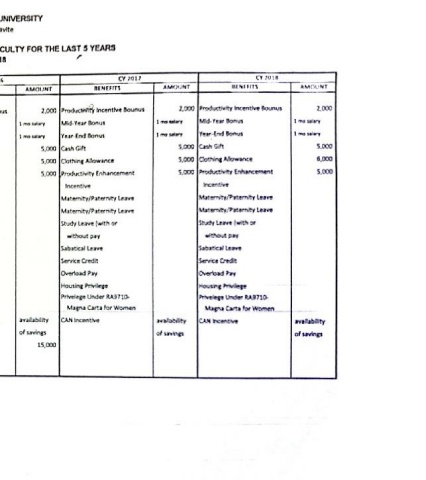 UNIVERSITY
avite
CULTY FOR THE LAST 5 YEARS
18
CY 2017 CY 2018
AMOUNT BENEFITS AMOUNT BENEFITS AMOUNT
2,000 Productivity Incentive Bounus 2,000 Productivity Incentive Bounus 2,000
1 mo salary Mid-Year Bonus 1 mo salary Mid-Year Bonus 1 mo salary
1 mo salary Year-End Bonus 1 mo salary Year-End Bonus 1 mo salary
5,000 Cash Gift 5,000 Cash Gift 5,000
5,000 Clothing Allowance 5,000 Clothing Allowance 6,000
5,000 Productivity Enhancement 5,000 Productivity Enhancement 5,000
Incentive Incentive
Maternity/Paternity Leave Maternity/Paternity Leave
Maternity/Paternity Leave Maternity/Paternity Leave
Study Leave (with or Study Leave (with or
without pay without pay
Sabatical Leave Sabatical Leave
Service Credit Service Credit
Overload Pay Overload Pay
Housing Privilege Housing Privilege
Privelege Under RA9710- Privelege Under RA9710-
Magna Carta for Women Magna Carta for Women
availability CAN Incentive availability CAN Incentive availability
of savings of savings of savings
15,000